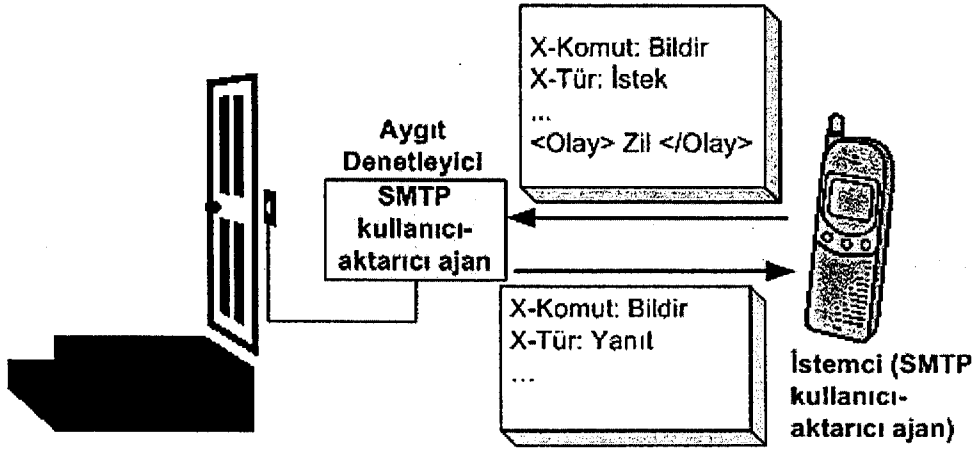 X-Komut: Bildir
X-Tür: İstek
...
<Olay> Zil </Olay>
Aygıt
Denetleyici
SMTP
kullanıcı-
aktarıcı ajan
X-Komut: Bildir
X-Tür: Yanıt
...
İstemci (SMTP
kullanıcı-
aktarıcı ajan)